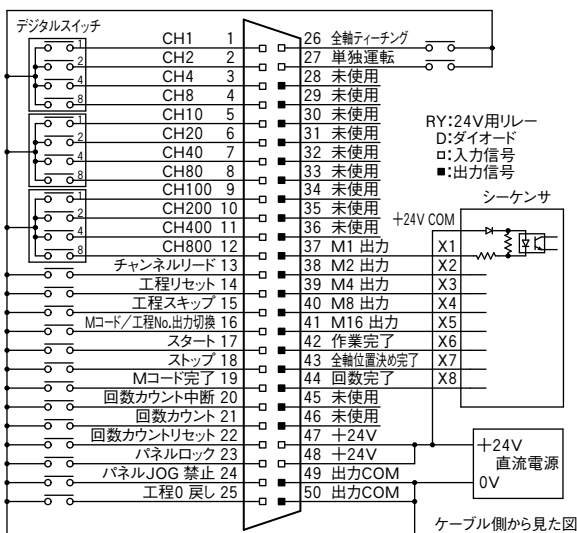 デジタルスイッチ
1
2
4
8
1
2
4
8
1
2
4
8
CH1 1
CH2 2
CH4 3
CH8 4
CH10 5
CH20 6
CH40 7
CH80 8
CH100 9
CH200 10
CH400 11
CH800 12
チャンネルリード 13
工程リセット 14
工程スキップ 15
Mコード/工程No.出力切換 16
スタート 17
ストップ 18
Mコード完了 19
回数カウント中断 20
回数カウント 21
回数カウントリセット 22
パネルロック 23
パネルJOG 禁止 24
工程0 戻し 25
26 全軸ティーチング
27 単独運転
28 未使用
29 未使用
30 未使用
31 未使用
32 未使用
33 未使用
34 未使用
35 未使用
36 未使用
37 M1 出力
38 M2 出力
39 M4 出力
40 M8 出力
41 M16 出力
42 作業完了
43 全軸位置決め完了
44 回数完了
45 未使用
46 未使用
47 +24V
48 +24V
49 出力COM
50 出力COM
RY:24V用リレー
D:ダイオード
□:入力信号
■:出力信号
シーケンサ
+24V COM
X1
X2
X3
X4
X5
X6
X7
X8
+24V
直流電源
0V
ケーブル側から見た図